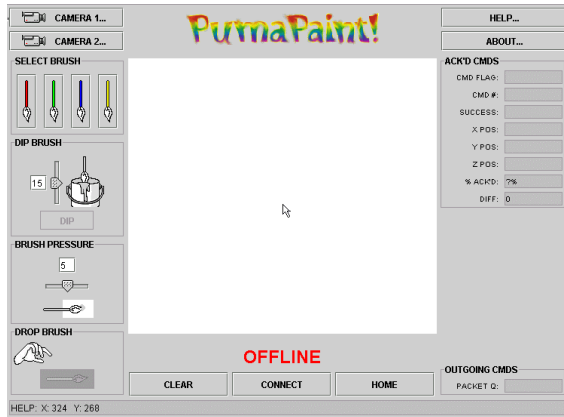 CAMERA 1...
PumaPaint!
HELP...
CAMERA 2...
ABOUT...
SELECT BRUSH
ACK'D CMDS
CMD FLAG:
CMD #:
SUCCESS:
X POS:
Y POS:
Z POS:
% ACK'D: ?%
DIFF: 0
DIP BRUSH
15
DIP
BRUSH PRESSURE
5
DROP BRUSH
OFFLINE
CLEAR
CONNECT
HOME
OUTGOING CMDS
PACKET Q:
HELP: X: 324 Y: 268